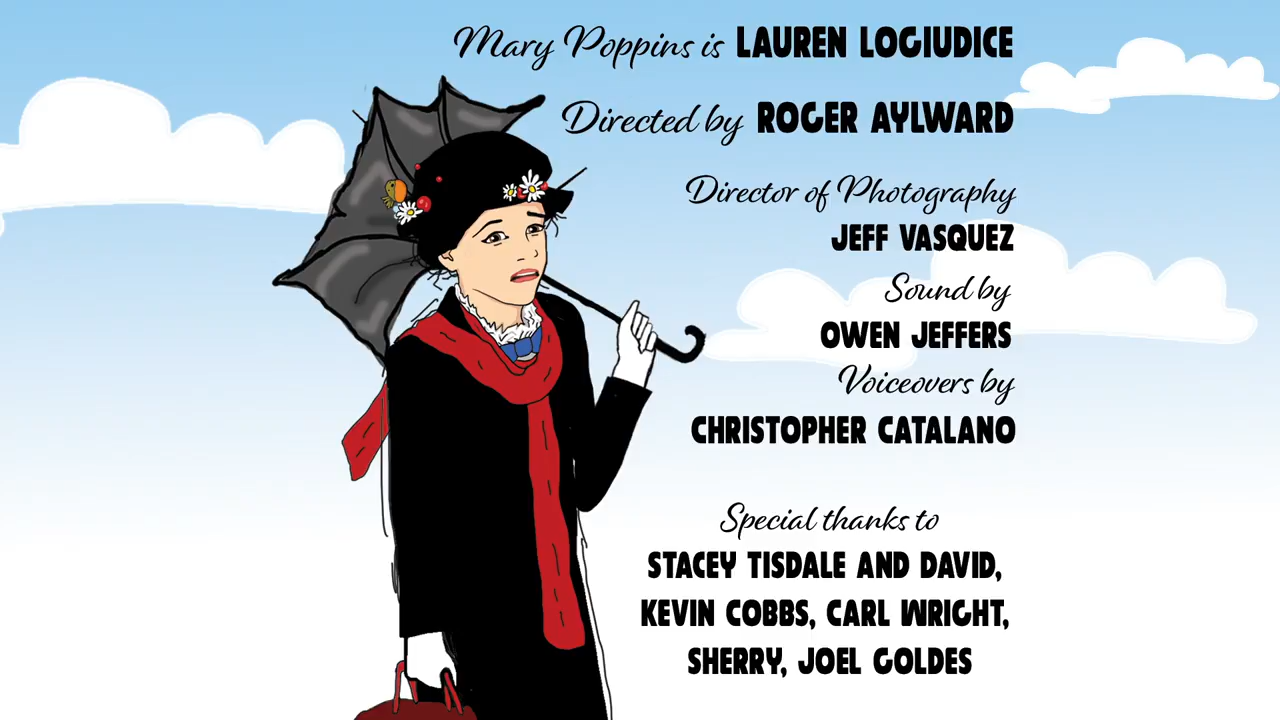 Mary Poppins is LAUREN LOGIUDICE
Directed by ROGER AYLWARD
Director of Photography
JEFF VASQUEZ
Sound by
OWEN JEFFERS
Voiceovers by
CHRISTOPHER CATALANO
Special thanks to
STACEY TISDALE AND DAVID,
KEVIN COBBS, CARL WRIGHT,
SHERRY, JOEL GOLDES